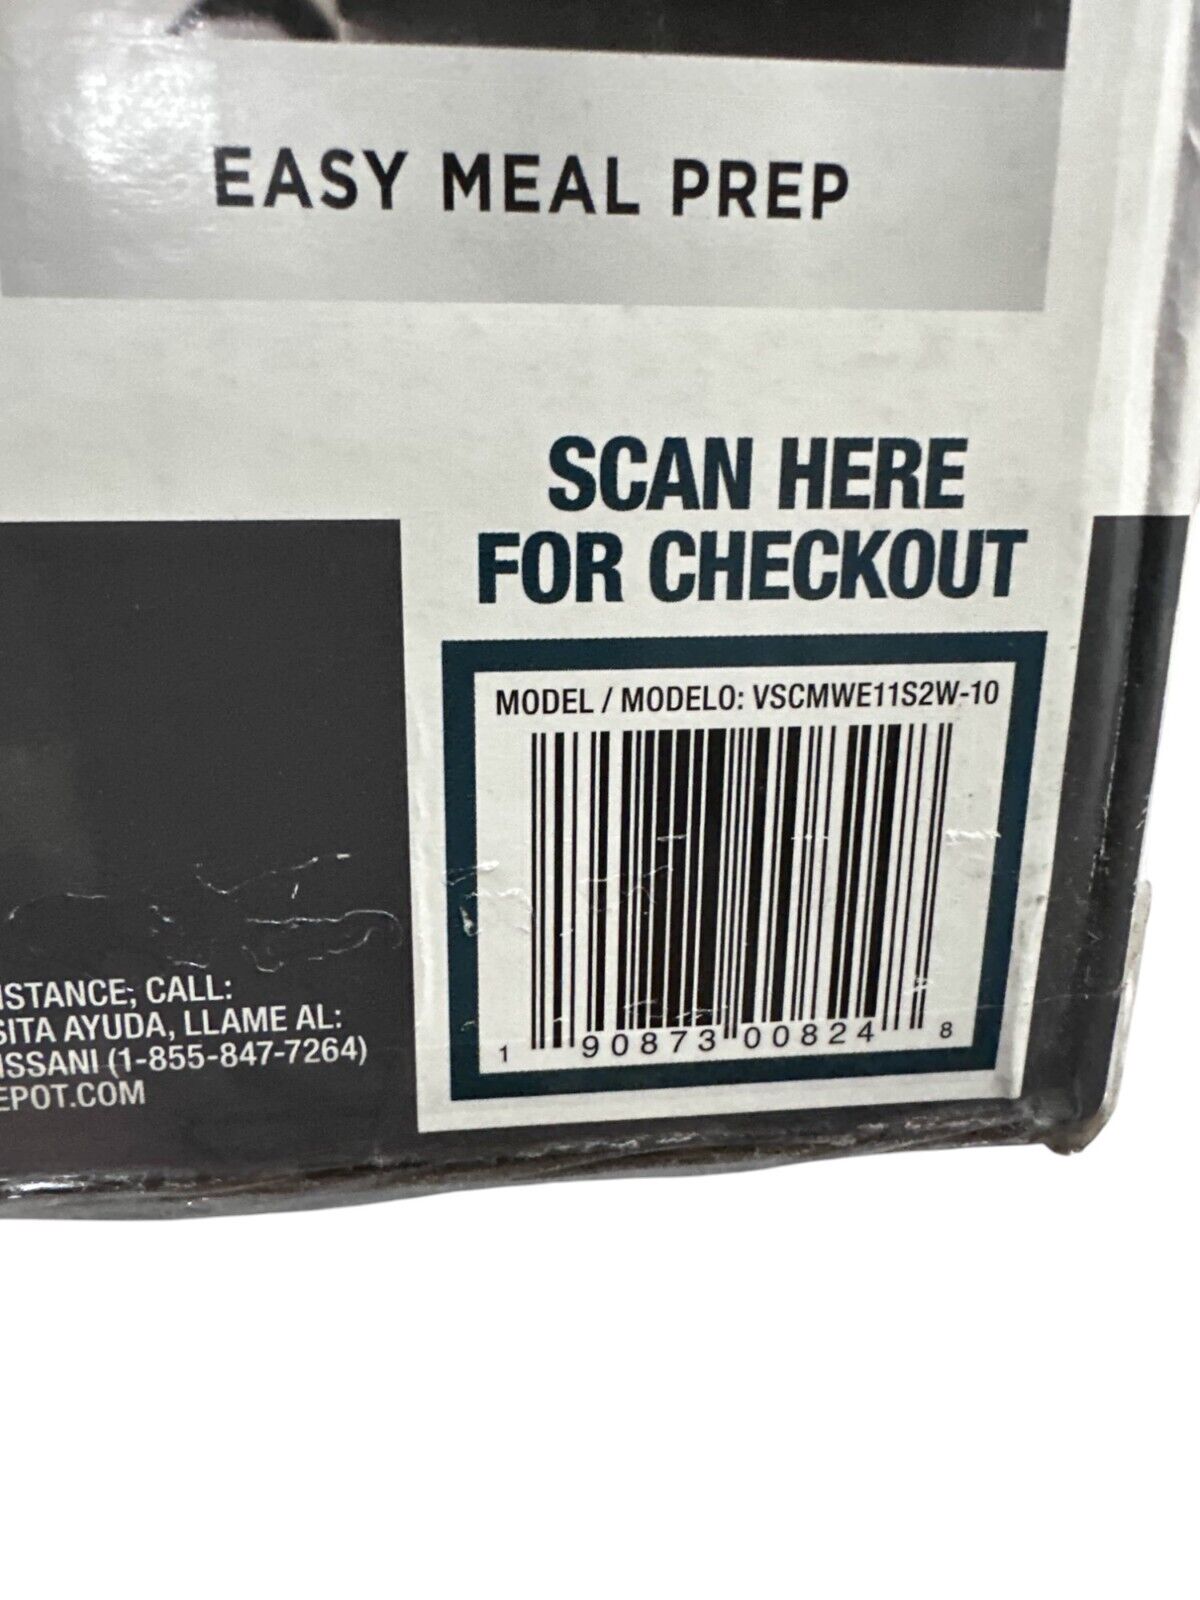 EASY MEAL PREP
SCAN HERE
FOR CHECKOUT
MODEL / MODELO: VSCMWE11S2W-10
1 90873 00824 8
ISTANCE, CALL:
SITA AYUDA, LLAME AL:
ISSANI (1-855-847-7264)
EPOT.COM